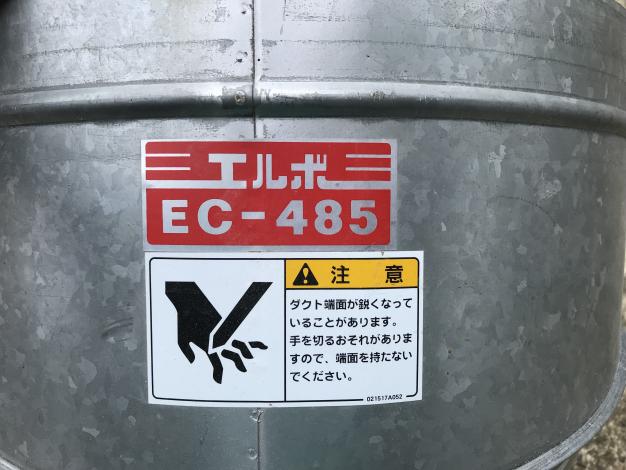 エルボ
EC-485
注意
ダクト端面が鋭くなって
いることがあります。
手を切るおそれがありま
すので、端面を持たない
でください。
021517A052